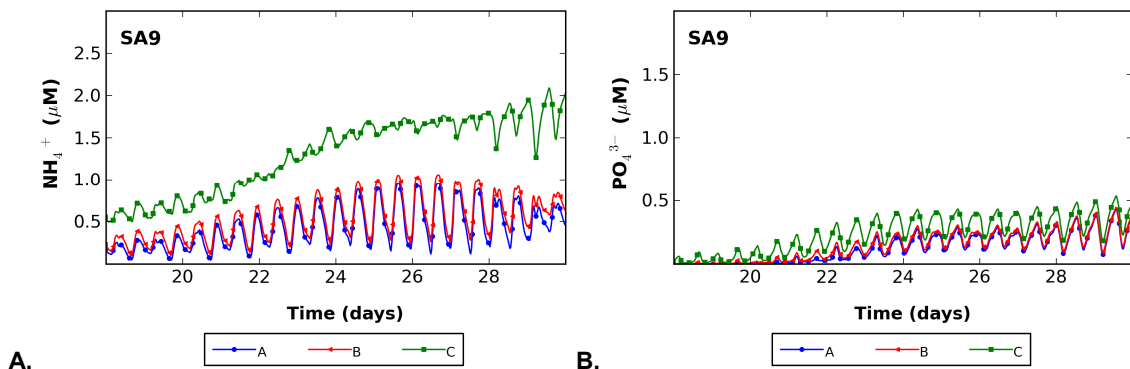 SA9
2.5
2.0
1.5
1.0
0.5
NH₄⁺ (μM)
20 22 24 26 28
Time (days)
A B C
A.
SA9
1.5
1.0
0.5
PO₄³⁻ (μM)
20 22 24 26 28
Time (days)
A B C
B.